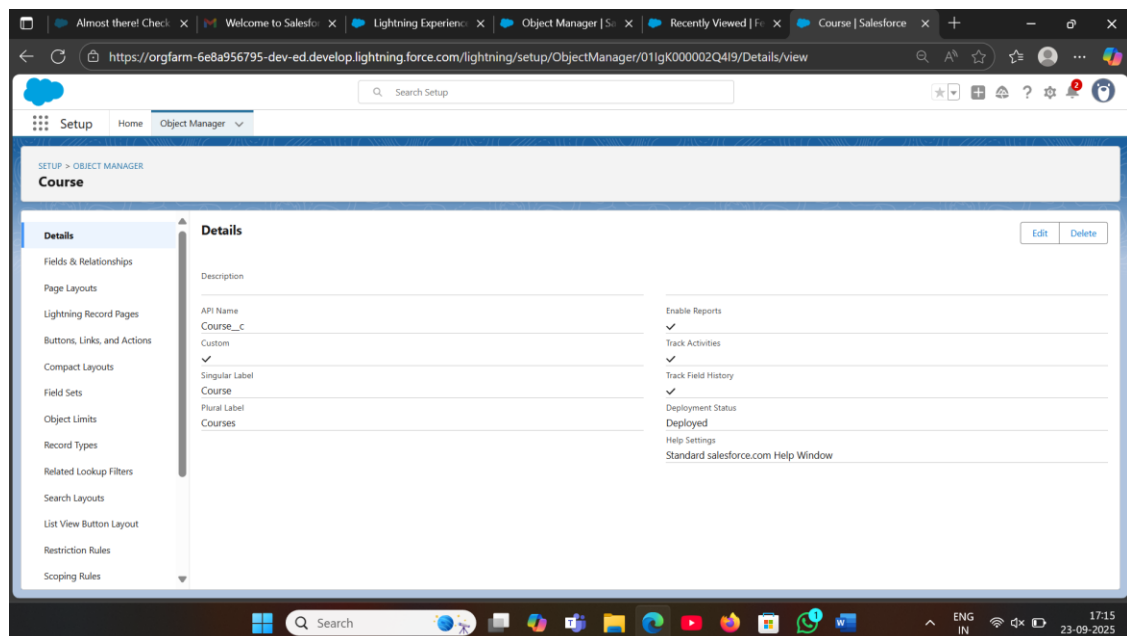 Almost there! Check
Welcome to Salesfo
Lightning Experienc
Object Manager | Sa
Recently Viewed | Fe
Course | Salesforce
https://orgfarm-6e8a956795-dev-ed.develop.lightning.force.com/lightning/setup/ObjectManager/01IgK000002Q4I9/Details/view
Search Setup
2
Setup
Home
Object Manager
SETUP > OBJECT MANAGER
Course
Details
Fields & Relationships
Page Layouts
Lightning Record Pages
Buttons, Links, and Actions
Compact Layouts
Field Sets
Object Limits
Record Types
Related Lookup Filters
Search Layouts
List View Button Layout
Restriction Rules
Scoping Rules
Details
Edit
Delete
Description
API Name
Course__c
Custom
Singular Label
Course
Plural Label
Courses
Enable Reports
Track Activities
Track Field History
Deployment Status
Deployed
Help Settings
Standard salesforce.com Help Window
Search
1
ENG
IN
17:15
23-09-2025